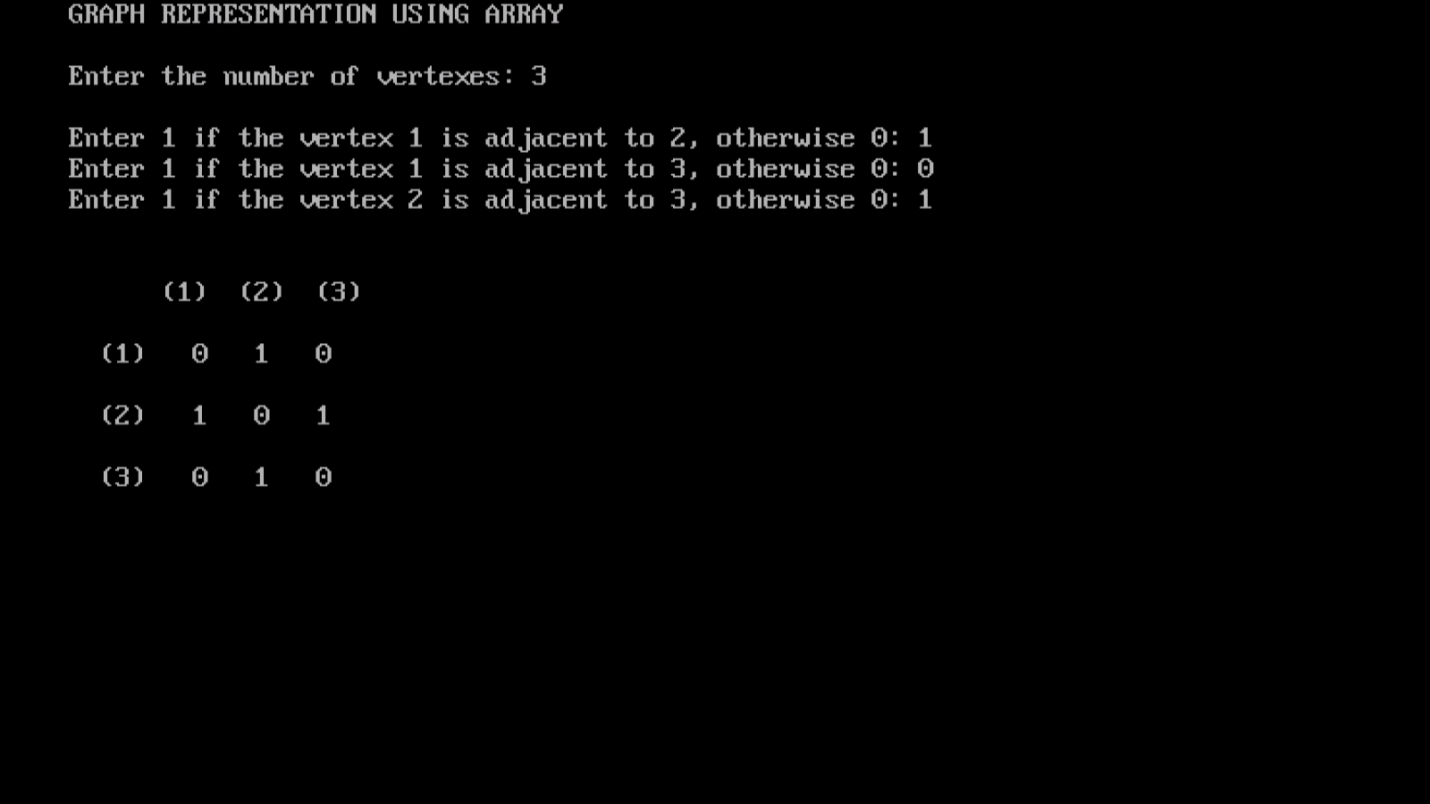 GRAPH REPRESENTATION USING ARRAY
Enter the number of vertexes: 3
Enter 1 if the vertex 1 is adjacent to 2, otherwise 0: 1
Enter 1 if the vertex 1 is adjacent to 3, otherwise 0: 0
Enter 1 if the vertex 2 is adjacent to 3, otherwise 0: 1
(1) (2) (3)
(1) 0 1 0
(2) 1 0 1
(3) 0 1 0